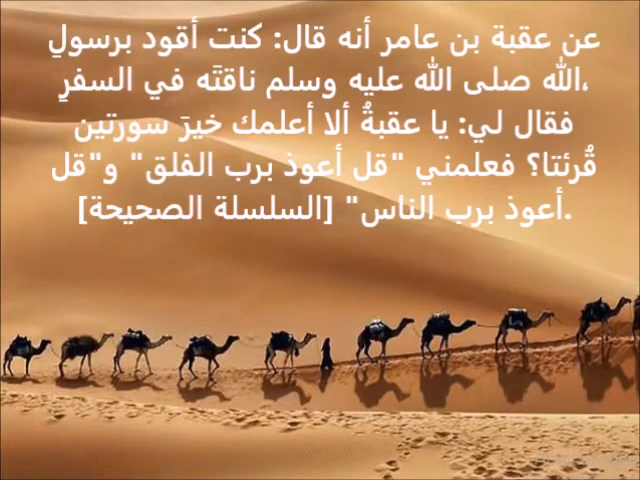 عن عقبة بن عامر أنه قال: كنت أقود برسولِ
الله صلى الله عليه وسلم ناقتَه في السفرِ،
فقال لي: يا عقبةُ ألا أعلمك خيرَ سورتين
قُرئتا؟ فعلمني "قل أعوذ برب الفلق" و"قل
أعوذ برب الناس" [السلسلة الصحيحة].